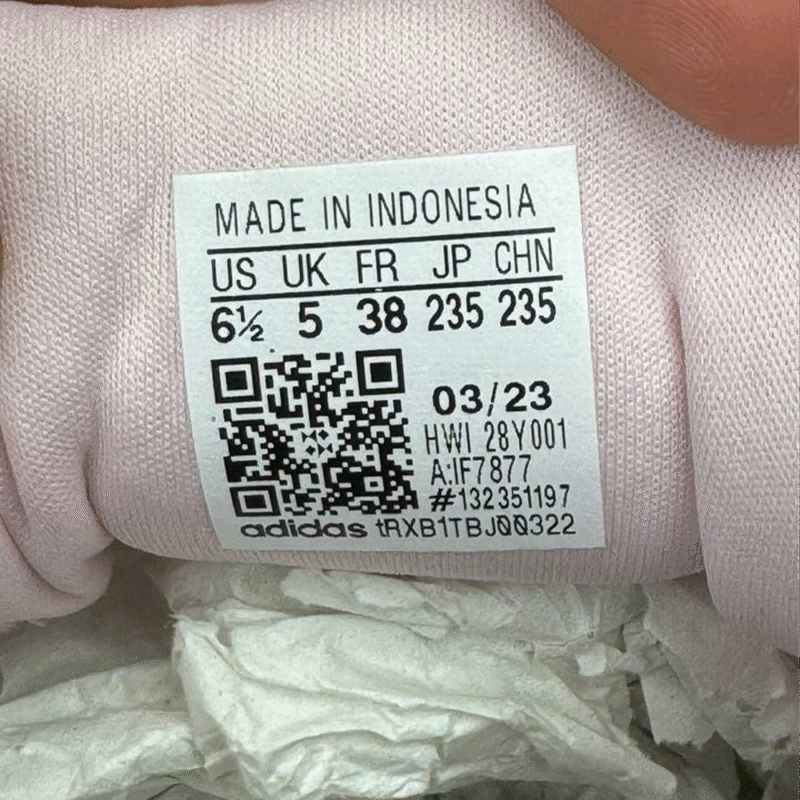 MADE IN INDONESIA
US UK FR JP CHN
6½ 5 38 235 235
03/23
HWI 28Y001
A:IF7877
#132351197
adidas tRXB1TBJQQ322